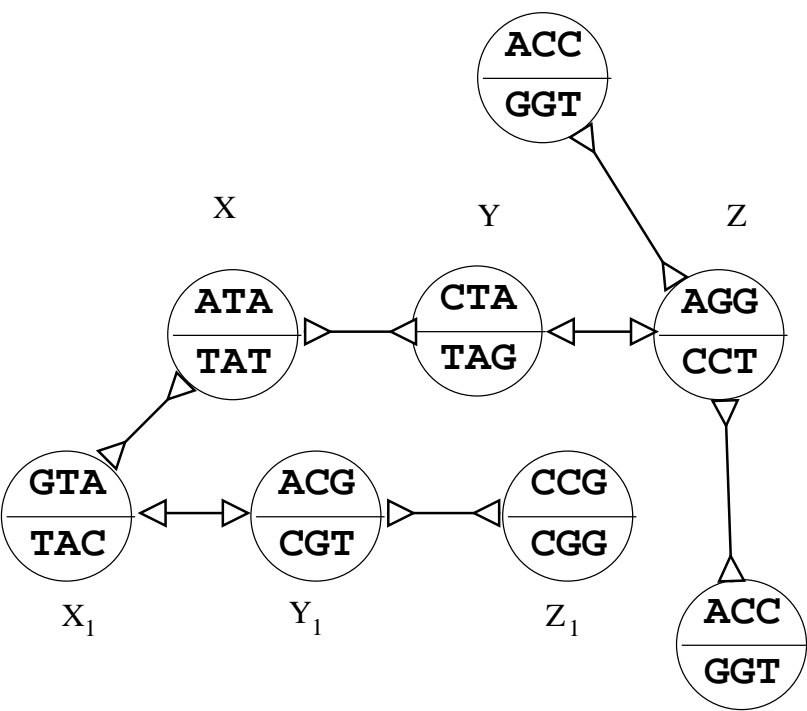 ACC
GGT
X
Y
Z
ATA
TAT
CTA
TAG
AGG
CCT
GTA
TAC
ACG
CGT
CCG
CGG
X1
Y1
Z1
ACC
GGT